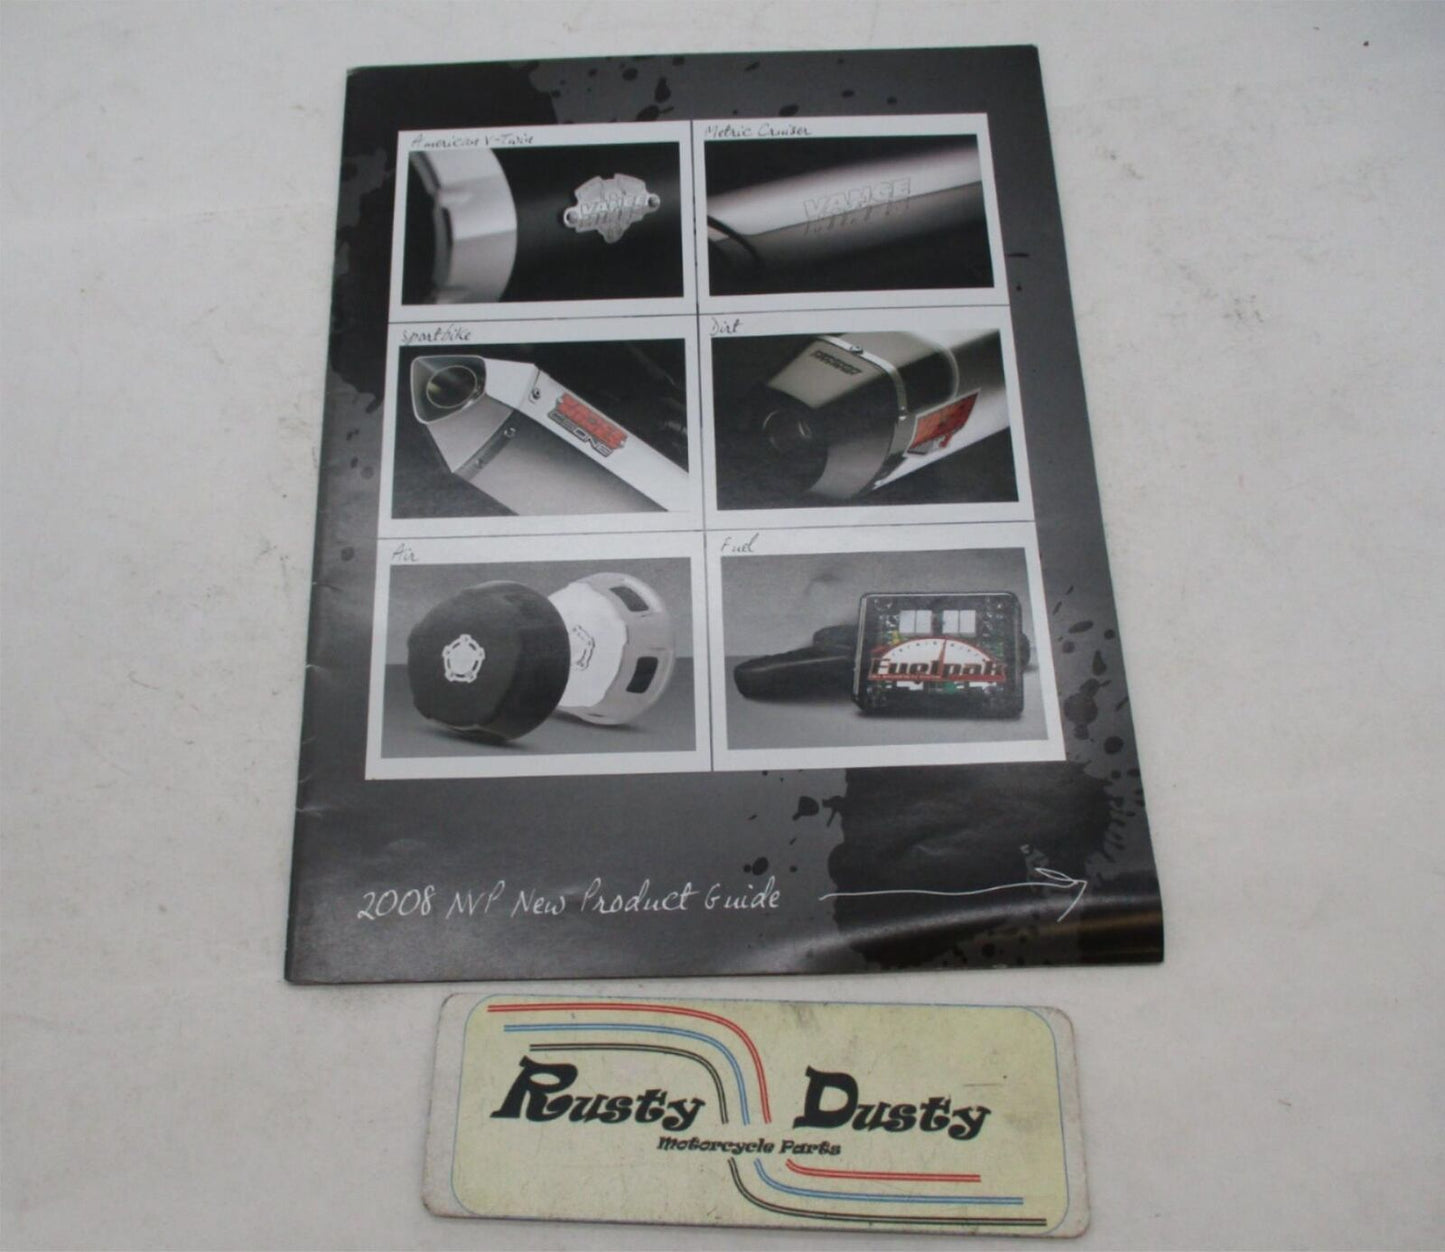 American V-Twin
Metric Cruiser
VANCE
VANCE
Sportbike
Dirt
Air
Fuel
Fuelpak
2008 NVP New Product Guide
Rusty Dusty
Motorcycle Parts